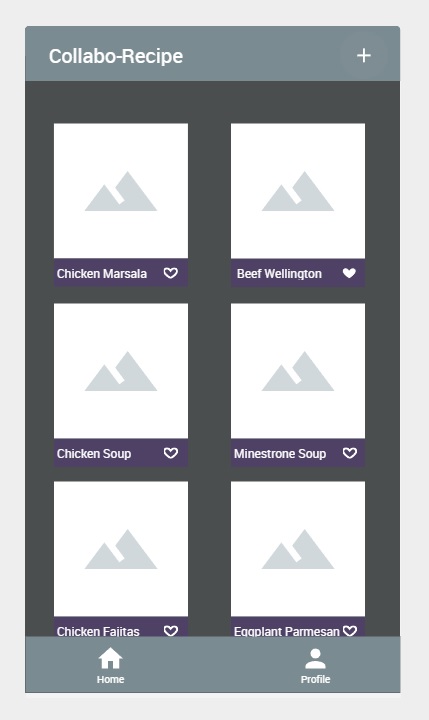 Collabo-Recipe
Chicken Marsala
Beef Wellington
Chicken Soup
Minestrone Soup
Chicken Fajitas
Eggplant Parmesan
Home
Profile